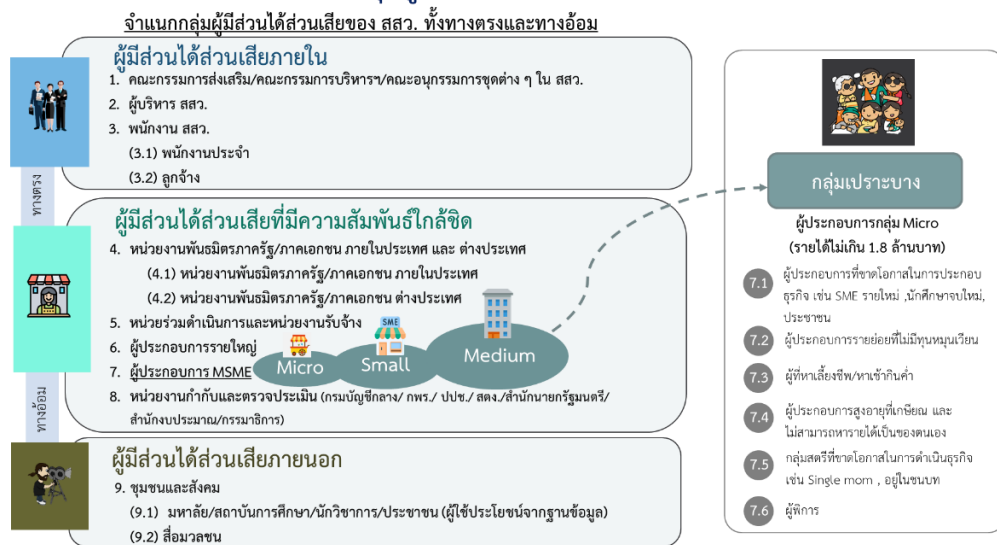 จำแนกกลุ่มผู้มีส่วนได้ส่วนเสียของ สสว. ทั้งทางตรงและทางอ้อม
ทางตรง
ทางอ้อม
ผู้มีส่วนได้ส่วนเสียภายใน
1. คณะกรรมการส่งเสริม/คณะกรรมการบริหารฯ/คณะอนุกรรมการชุดต่าง ๆ ใน สสว.
2. ผู้บริหาร สสว.
3. พนักงาน สสว.
(3.1) พนักงานประจำ
(3.2) ลูกจ้าง
ผู้มีส่วนได้ส่วนเสียที่มีความสัมพันธ์ใกล้ชิด
4. หน่วยงานพันธมิตรภาครัฐ/ภาคเอกชน ภายในประเทศ และ ต่างประเทศ
(4.1) หน่วยงานพันธมิตรภาครัฐ/ภาคเอกชน ภายในประเทศ
(4.2) หน่วยงานพันธมิตรภาครัฐ/ภาคเอกชน ต่างประเทศ
5. หน่วยร่วมดำเนินการและหน่วยงานรับจ้าง
6. ผู้ประกอบการรายใหญ่
7. ผู้ประกอบการ MSME
8. หน่วยงานกำกับและตรวจประเมิน (กรมบัญชีกลาง/ กพร./ ปปช./ สตง./สำนักนายกรัฐมนตรี/
สำนักงบประมาณ/กรรมาธิการ)
Micro
SME
Small
Medium
ผู้มีส่วนได้ส่วนเสียภายนอก
9. ชุมชนและสังคม
(9.1) มหาลัย/สถาบันการศึกษา/นักวิชาการ/ประชาชน (ผู้ใช้ประโยชน์จากฐานข้อมูล)
(9.2) สื่อมวลชน
กลุ่มเปราะบาง
ผู้ประกอบการกลุ่ม Micro
(รายได้ไม่เกิน 1.8 ล้านบาท)
7.1 ผู้ประกอบการที่ขาดโอกาสในการประกอบ
ธุรกิจ เช่น SME รายใหม่ ,นักศึกษาจบใหม่,
ประชาชน
7.2 ผู้ประกอบการรายย่อยที่ไม่มีทุนหมุนเวียน
7.3 ผู้ที่หาเลี้ยงชีพ/หาเช้ากินค่ำ
7.4 ผู้ประกอบการสูงอายุที่เกษียณ และ
ไม่สามารถหารายได้เป็นของตนเอง
7.5 กลุ่มสตรีที่ขาดโอกาสในการดำเนินธุรกิจ
เช่น Single mom , อยู่ในชนบท
7.6 ผู้พิการ